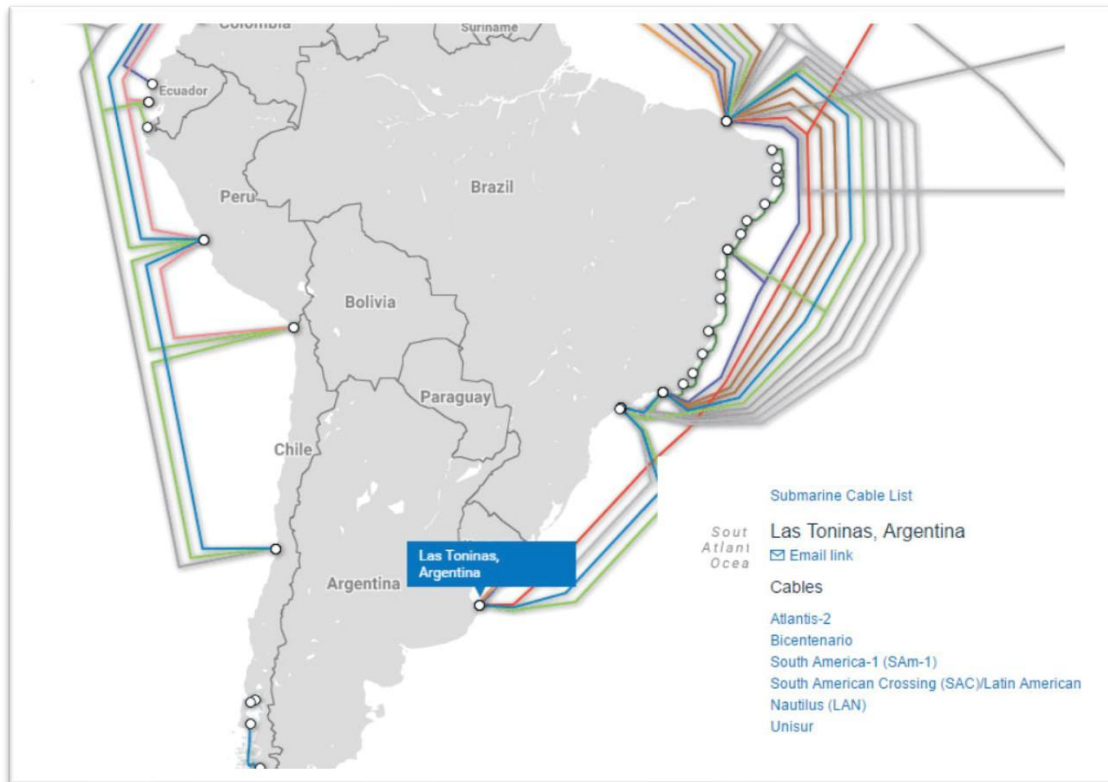 Colombia
Suriname
Ecuador
Peru
Brazil
Bolivia
Paraguay
Chile
Argentina
Las Toninas,
Argentina
Sout
Atlant
Ocea
Submarine Cable List
Las Toninas, Argentina
Email link
Cables
Atlantis-2
Bicentenario
South America-1 (SAm-1)
South American Crossing (SAC)/Latin American
Nautilus (LAN)
Unisur